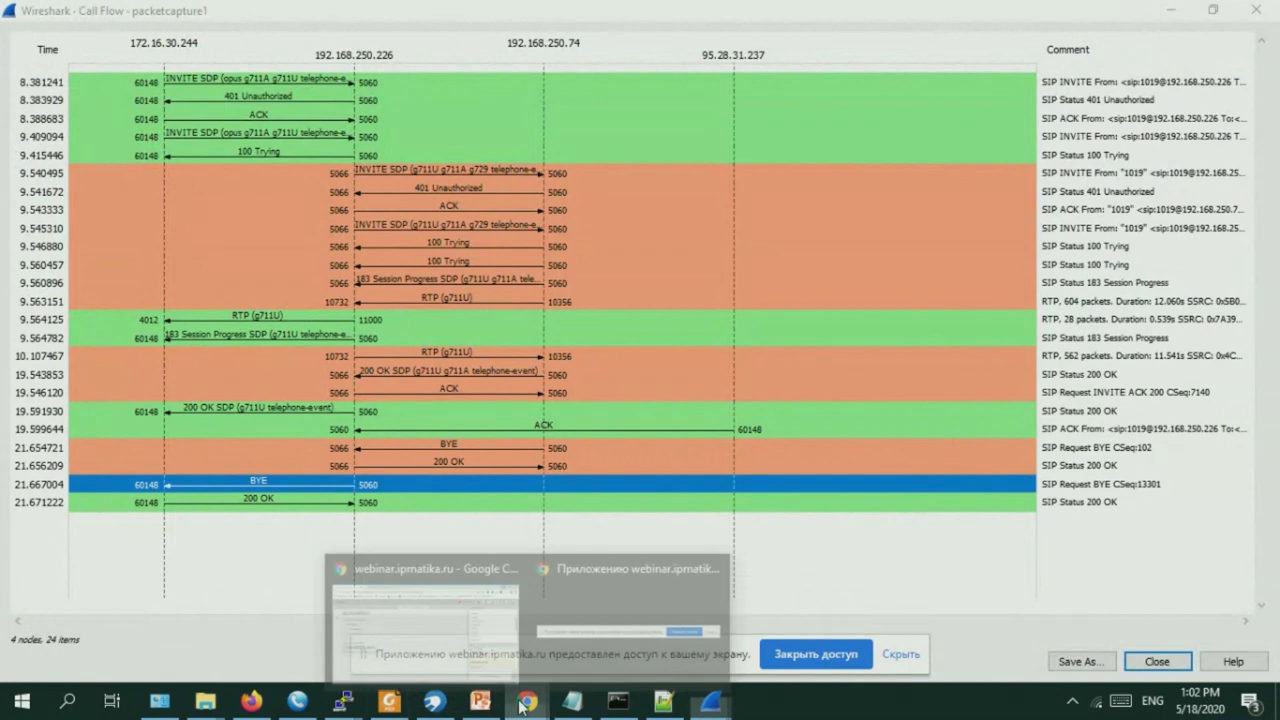 Wireshark · Call Flow · packetcapture1
Time 172.16.30.244 192.168.250.226 192.168.250.74 95.28.31.237 Comment
8.381241 60148 INVITE SDP (opus g711A g711U telephone-e... 5060 SIP INVITE From: <sip:1019@192.168.250.226 T...
8.383929 60148 401 Unauthorized 5060 SIP Status 401 Unauthorized
8.388683 60148 ACK 5060 SIP ACK From: <sip:1019@192.168.250.226 To:<...
9.409094 60148 INVITE SDP (opus g711A g711U telephone-e... 5060 SIP INVITE From: <sip:1019@192.168.250.226 T...
9.415446 60148 100 Trying 5060 SIP Status 100 Trying
9.540495 5066 INVITE SDP (g711U g711A g729 telephone-e... 5060 SIP INVITE From: "1019" <sip:1019@192.168.25...
9.541672 5066 401 Unauthorized 5060 SIP Status 401 Unauthorized
9.543333 5066 ACK 5060 SIP ACK From: "1019" <sip:1019@192.168.250.7...
9.545310 5066 INVITE SDP (g711U g711A g729 telephone-e... 5060 SIP INVITE From: "1019" <sip:1019@192.168.25...
9.546880 5066 100 Trying 5060 SIP Status 100 Trying
9.560457 5066 100 Trying 5060 SIP Status 100 Trying
9.560896 5066 183 Session Progress SDP (g711U g711A tele... 5060 SIP Status 183 Session Progress
9.563151 10732 RTP (g711U) 10356 RTP, 604 packets. Duration: 12.060s SSRC: 0x5B0...
9.564125 4012 RTP (g711U) 11000 RTP, 28 packets. Duration: 0.539s SSRC: 0x7A39...
9.564782 60148 183 Session Progress SDP (g711U telephone-e... 5060 SIP Status 183 Session Progress
10.107467 10732 RTP (g711U) 10356 RTP, 562 packets. Duration: 11.541s SSRC: 0x4C...
19.543853 5066 200 OK SDP (g711U g711A telephone-event) 5060 SIP Status 200 OK
19.546120 5066 ACK 5060 SIP Request INVITE ACK 200 CSeq:7140
19.591930 60148 200 OK SDP (g711U telephone-event) 5060 SIP Status 200 OK
19.599644 5060 ACK 60148 SIP ACK From: <sip:1019@192.168.250.226 To:<...
21.654721 5066 BYE 5060 SIP Request BYE CSeq:102
21.656209 5066 200 OK 5060 SIP Status 200 OK
21.667004 60148 BYE 5060 SIP Request BYE CSeq:13301
21.671222 60148 200 OK 5060 SIP Status 200 OK
webinar.ipmatika.ru - Google C... Приложению webinar.ipmatik...
4 nodes, 24 items
Приложению webinar.ipmatika.ru предоставлен доступ к вашему экрану. Закрыть доступ Скрыть
Save As... Close Help
ENG 1:02 PM
5/18/2020 3